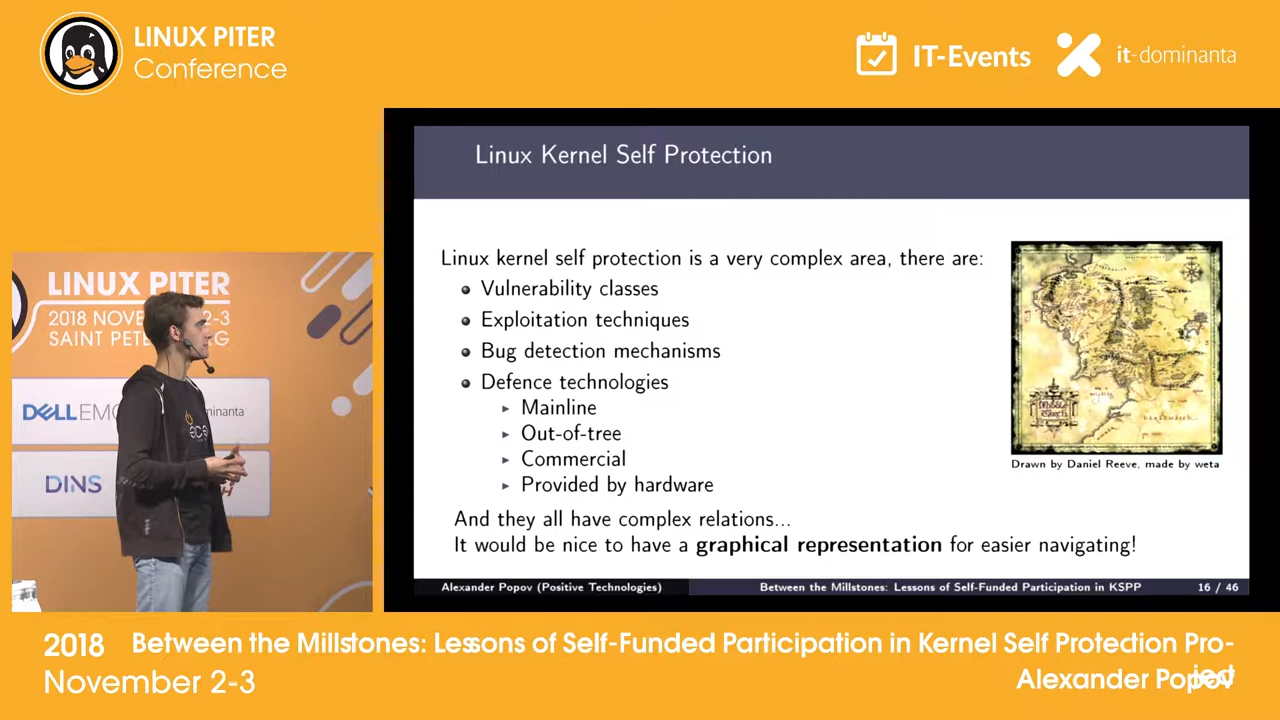 LINUX PITER
Conference
IT-Events
it-dominanta
Linux Kernel Self Protection
Linux kernel self protection is a very complex area, there are:
Vulnerability classes
Exploitation techniques
Bug detection mechanisms
Defence technologies
Mainline
Out-of-tree
Commercial
Provided by hardware
And they all have complex relations...
It would be nice to have a graphical representation for easier navigating!
Drawn by Daniel Reeve, made by weta
Alexander Popov (Positive Technologies)
Between the Millstones: Lessons of Self-Funded Participation in KSPP
16 / 46
LINUX PITER
2018 2-3
SAINT
DELL
DINS
2018 Between the Millstones: Lessons of Self-Funded Participation in Kernel Self Protection Pro-
ject
November 2-3
Alexander Popov